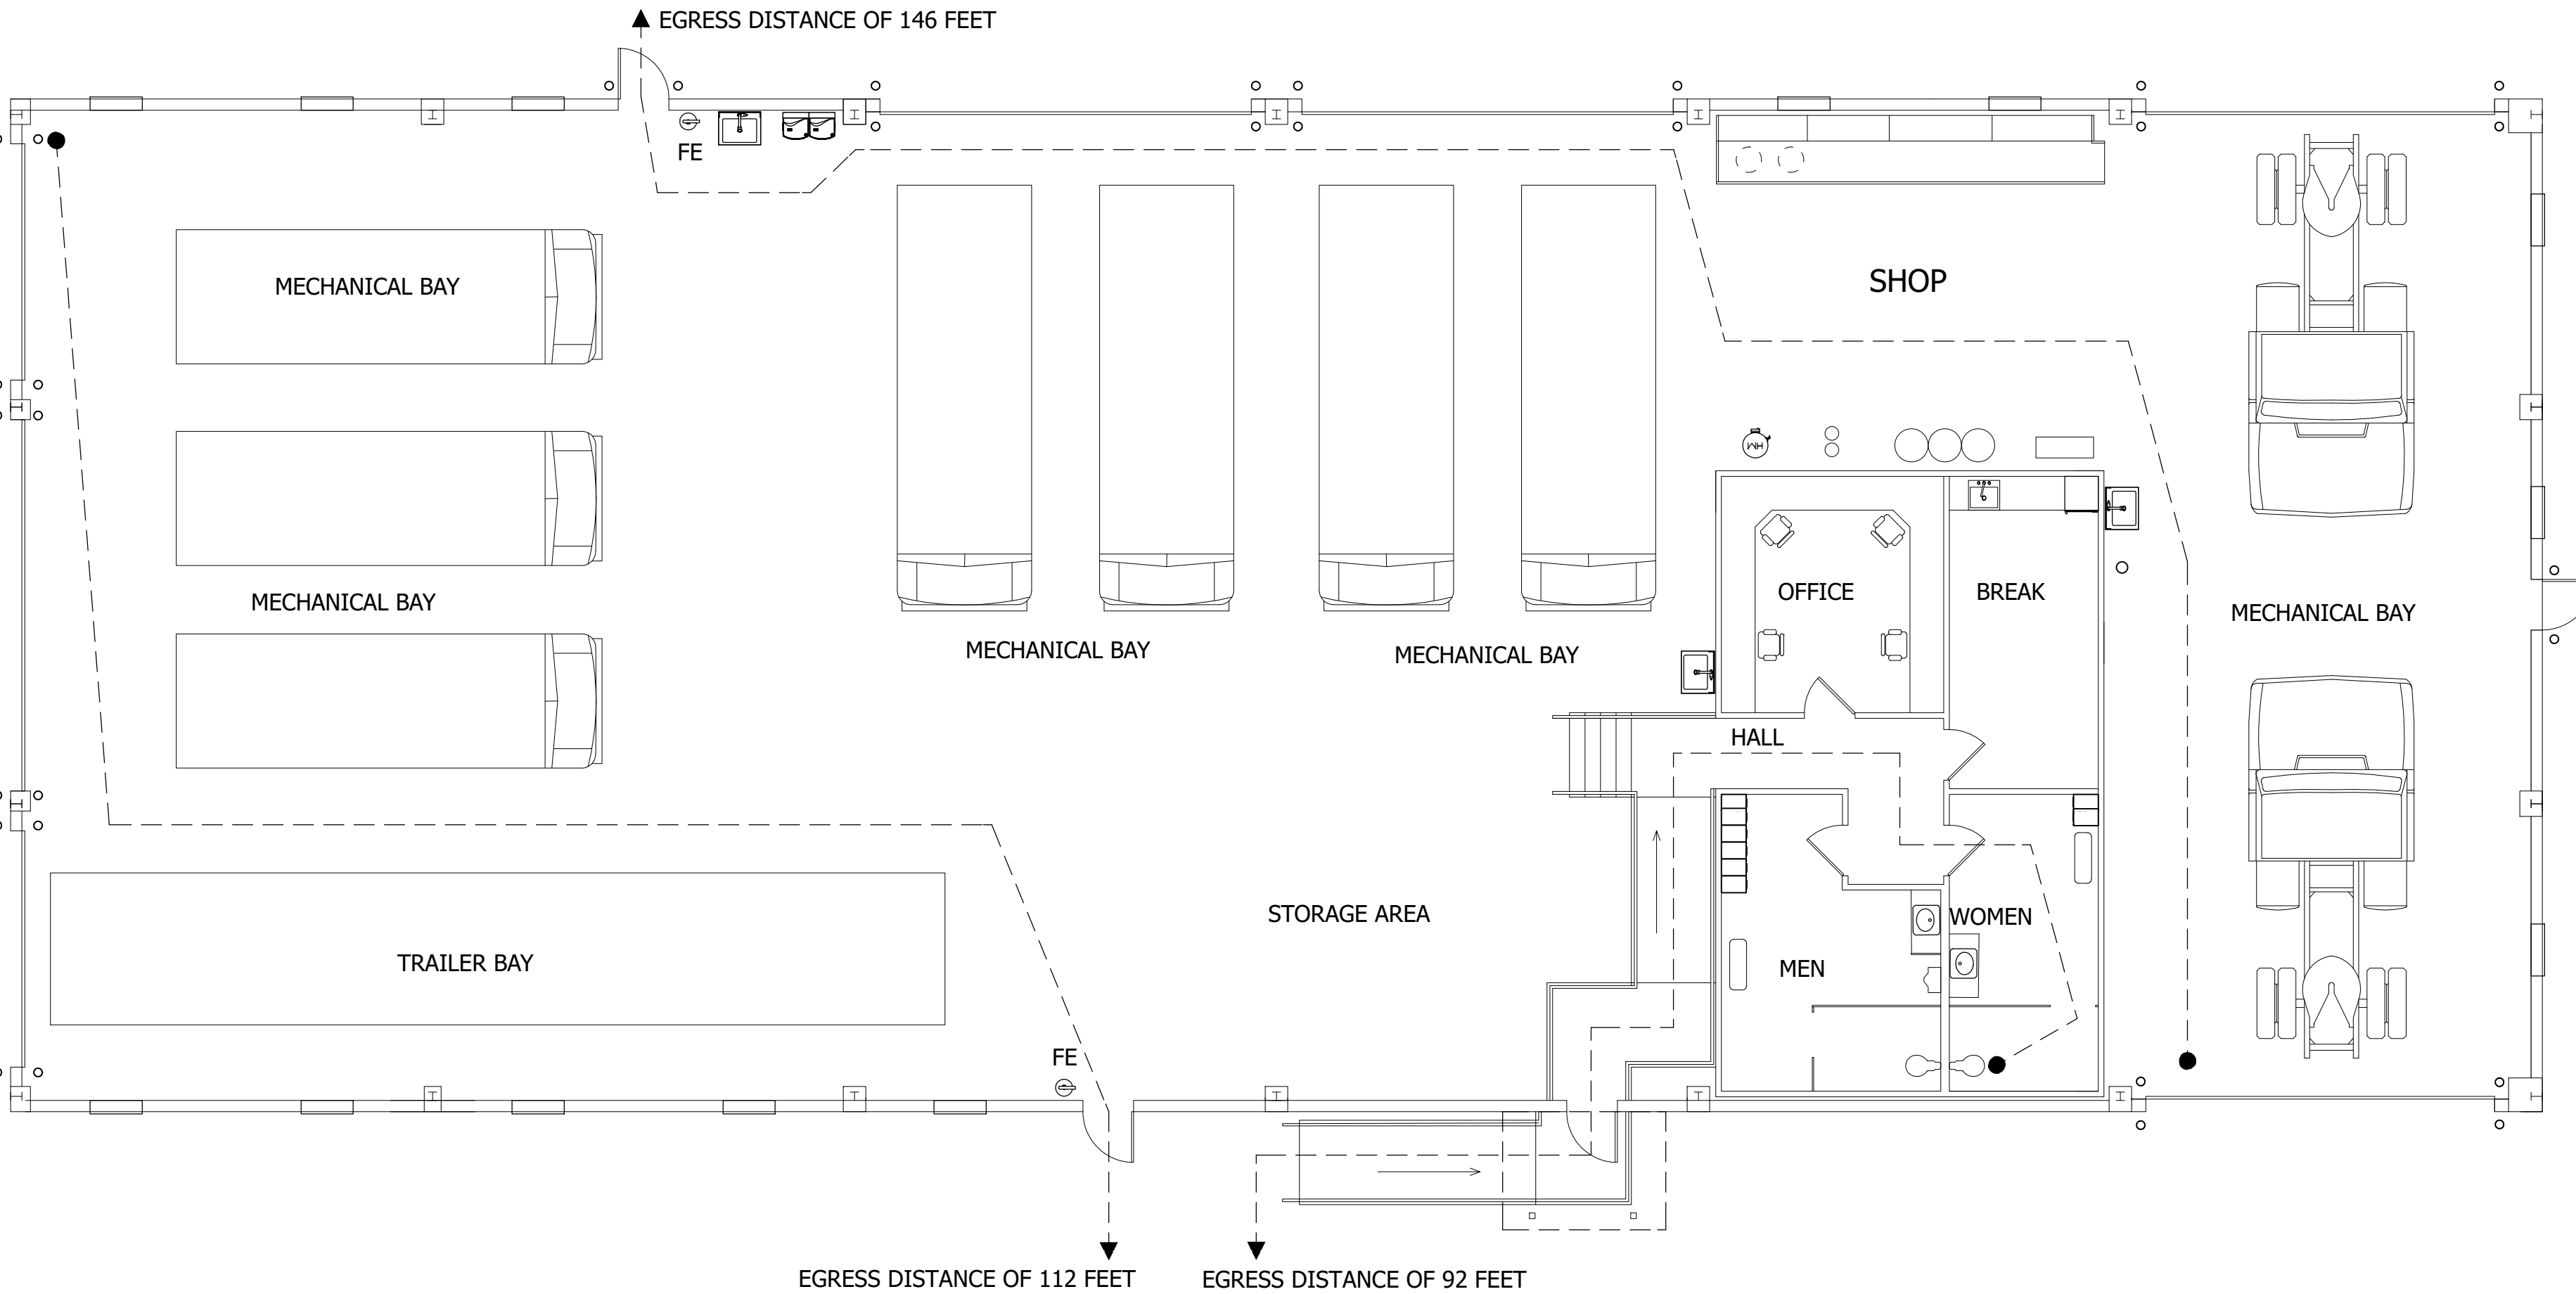 EGRESS DISTANCE OF 146 FEET
FE
MECHANICAL BAY
SHOP
WH
OFFICE
BREAK
MECHANICAL BAY
MECHANICAL BAY
MECHANICAL BAY
MECHANICAL BAY
HALL
STORAGE AREA
WOMEN
TRAILER BAY
MEN
FE
EGRESS DISTANCE OF 112 FEET
EGRESS DISTANCE OF 92 FEET